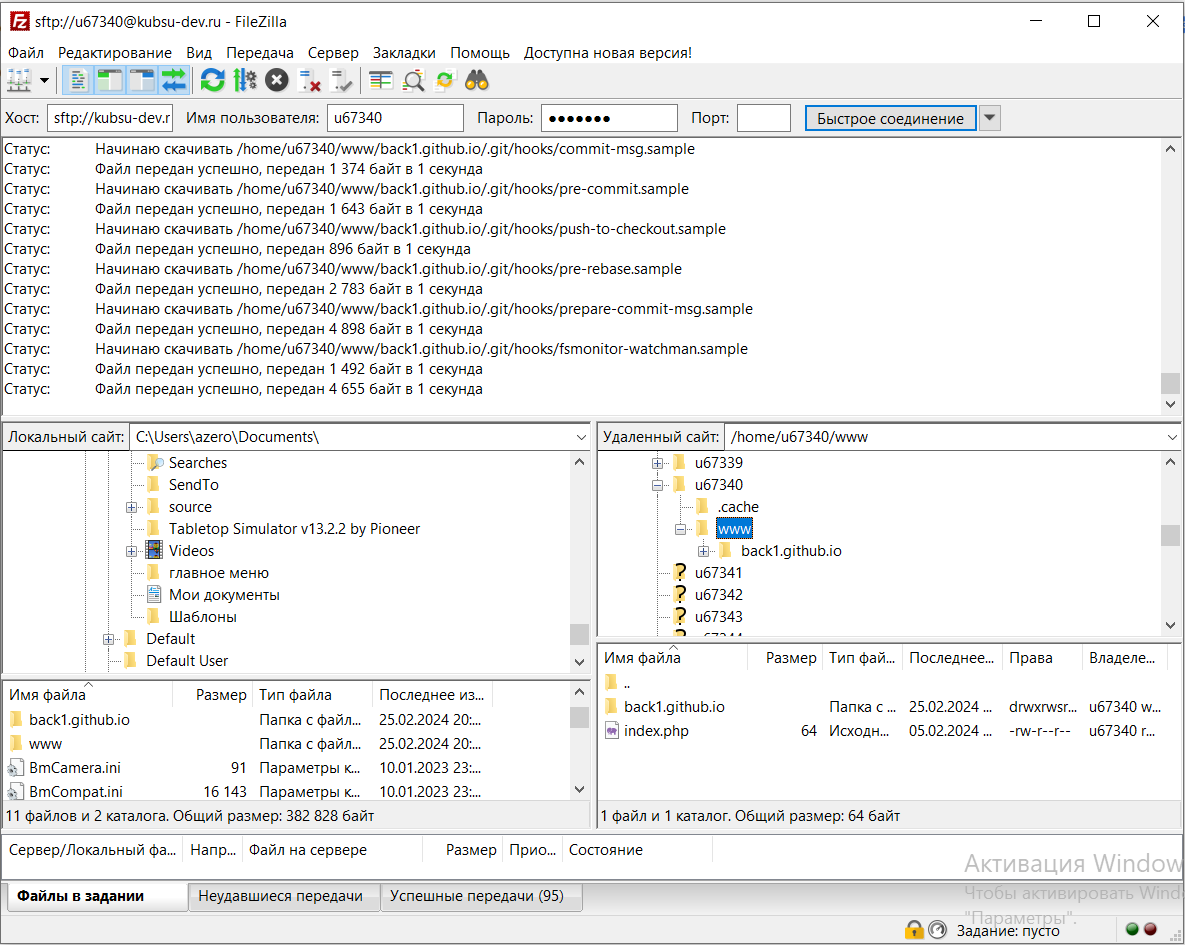 sftp://u67340@kubsu-dev.ru - FileZilla
Файл Редактирование Вид Передача Сервер Закладки Помощь Доступна новая версия!
Хост: sftp://kubsu-dev.r Имя пользователя: u67340 Пароль: ●●●●●●● Порт: Быстрое соединение
Статус: Начинаю скачивать /home/u67340/www/back1.github.io/.git/hooks/commit-msg.sample
Статус: Файл передан успешно, передан 1 374 байт в 1 секунда
Статус: Начинаю скачивать /home/u67340/www/back1.github.io/.git/hooks/pre-commit.sample
Статус: Файл передан успешно, передан 1 643 байт в 1 секунда
Статус: Начинаю скачивать /home/u67340/www/back1.github.io/.git/hooks/push-to-checkout.sample
Статус: Файл передан успешно, передан 896 байт в 1 секунда
Статус: Начинаю скачивать /home/u67340/www/back1.github.io/.git/hooks/pre-rebase.sample
Статус: Файл передан успешно, передан 2 783 байт в 1 секунда
Статус: Начинаю скачивать /home/u67340/www/back1.github.io/.git/hooks/prepare-commit-msg.sample
Статус: Файл передан успешно, передан 4 898 байт в 1 секунда
Статус: Начинаю скачивать /home/u67340/www/back1.github.io/.git/hooks/fsmonitor-watchman.sample
Статус: Файл передан успешно, передан 1 492 байт в 1 секунда
Статус: Файл передан успешно, передан 4 655 байт в 1 секунда
Локальный сайт: C:\Users\azero\Documents\
Searches
SendTo
source
Tabletop Simulator v13.2.2 by Pioneer
Videos
главное меню
Мои документы
Шаблоны
Default
Default User
Имя файла Размер Тип файла Последнее из...
back1.github.io Папка с файл... 25.02.2024 20:...
www Папка с файл... 25.02.2024 20:...
BmCamera.ini 91 Параметры к... 10.01.2023 23:...
BmCompat.ini 16 143 Параметры к... 10.01.2023 23:...
11 файлов и 2 каталога. Общий размер: 382 828 байт
Удаленный сайт: /home/u67340/www
u67339
u67340
.cache
www
back1.github.io
u67341
u67342
u67343
u67344
Имя файла Размер Тип фай... Последнее... Права Владеле...
..
back1.github.io Папка с ... 25.02.2024 ... drwxrwsr... u67340 w...
index.php 64 Исходн... 05.02.2024 ... -rw-r--r-- u67340 r...
1 файл и 1 каталог. Общий размер: 64 байт
Сервер/Локальный фа... Напр... Файл на сервере Размер Прио... Состояние
Файлы в задании Неудавшиеся передачи Успешные передачи (95)
Активация Window
Чтобы активировать Wind
"Параметры".
Задание: пусто